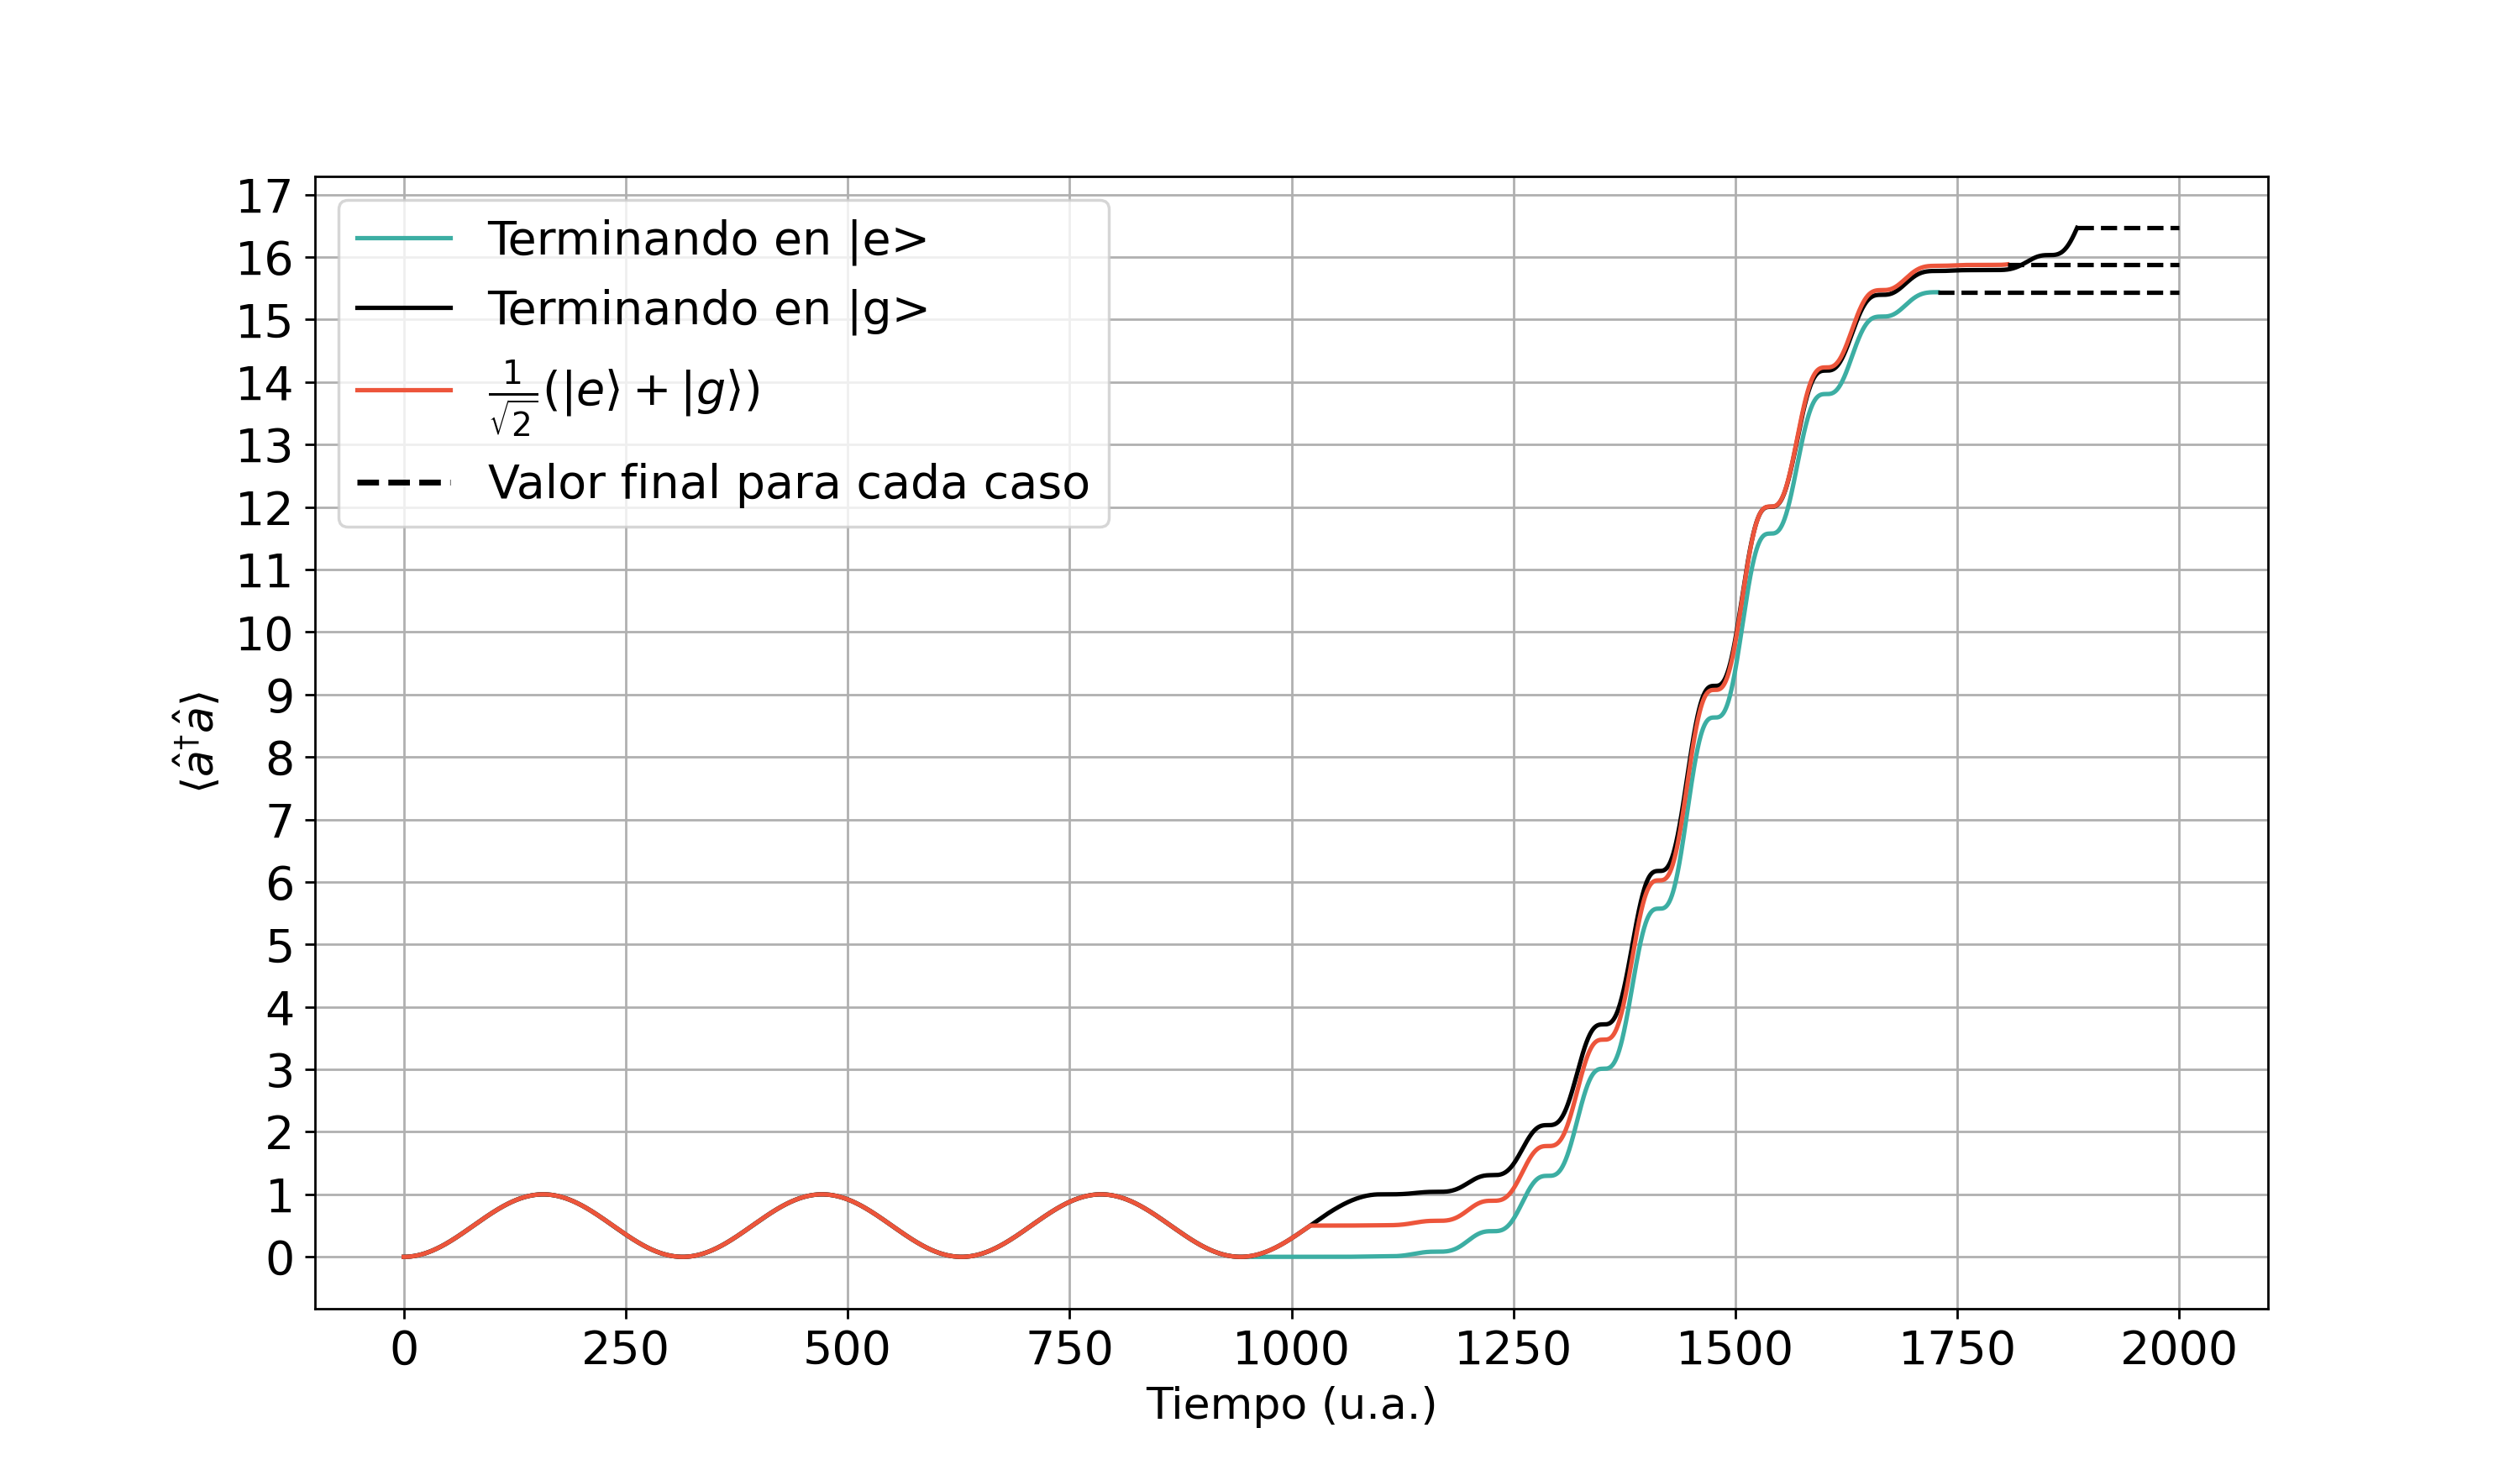 17
16
15
14
13
12
11
10
9
8
7
6
5
4
3
2
1
0
⟨â†â⟩
Terminando en |e>
Terminando en |g>
1/√2 (|e⟩ + |g⟩)
Valor final para cada caso
0 250 500 750 1000 1250 1500 1750 2000
Tiempo (u.a.)